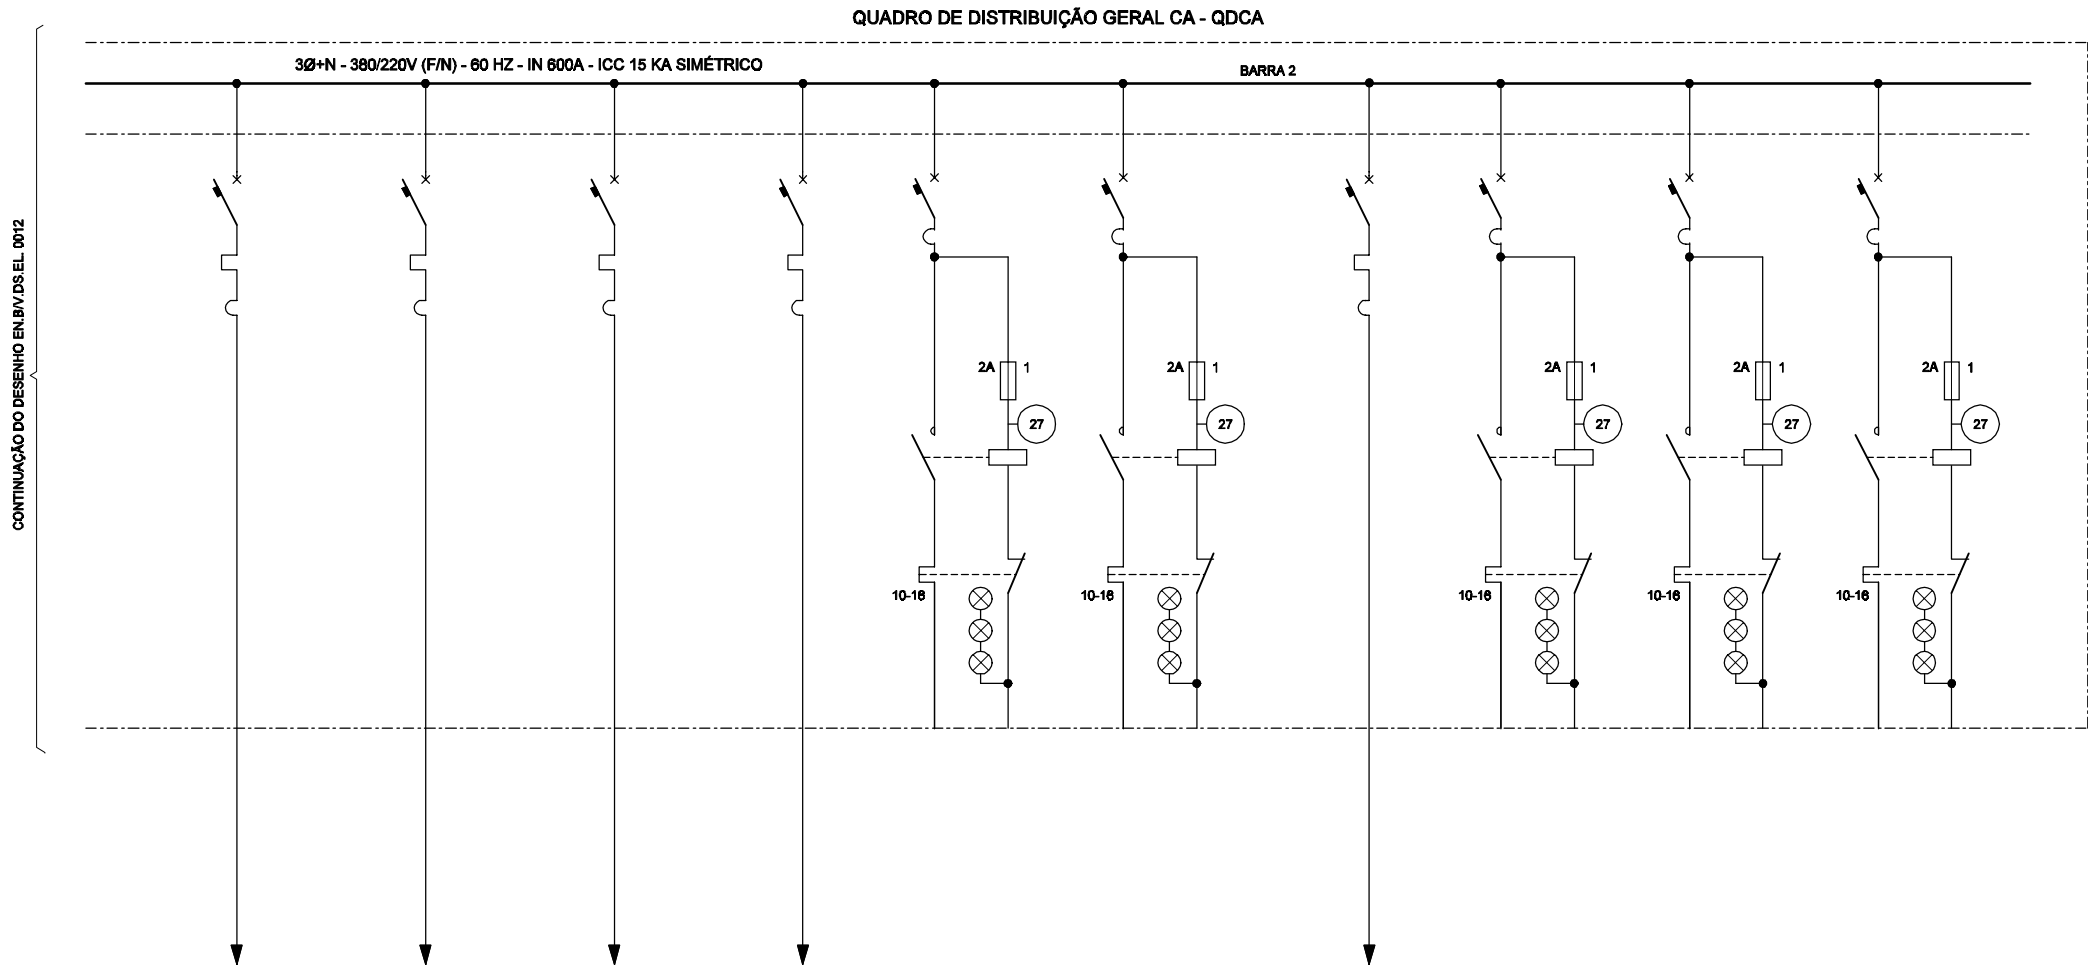 QUADRO DE DISTRIBUIÇÃO GERAL CA - QDCA
3Ø+N - 380/220V (F/N) - 60 HZ - IN 600A - ICC 15 KA SIMÉTRICO
BARRA 2
CONTINUAÇÃO DO DESENHO EN.B/V.DS.EL. 0012
2A 1 2A 1 2A 1 2A 1 2A 1
27 27 27 27 27
10-16 10-16 10-16 10-16 10-16